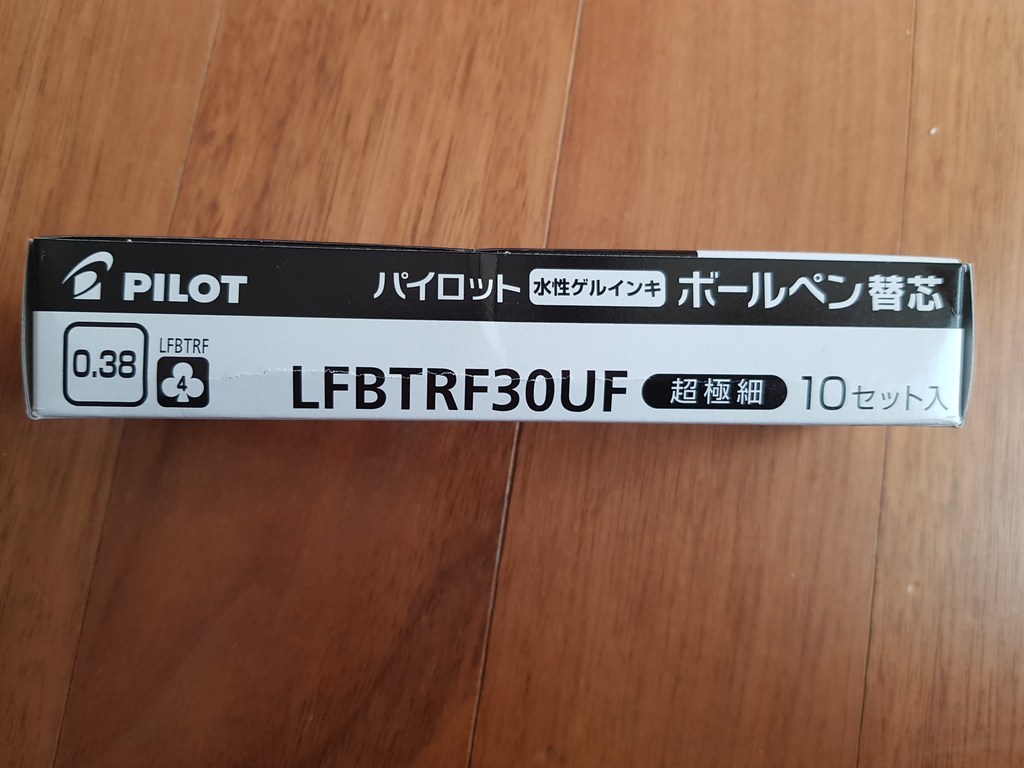 PILOT パイロット 水性ゲルインキ ボールペン替芯
0.38
LFBTRF
4
LFBTRF30UF 超極細 10セット入